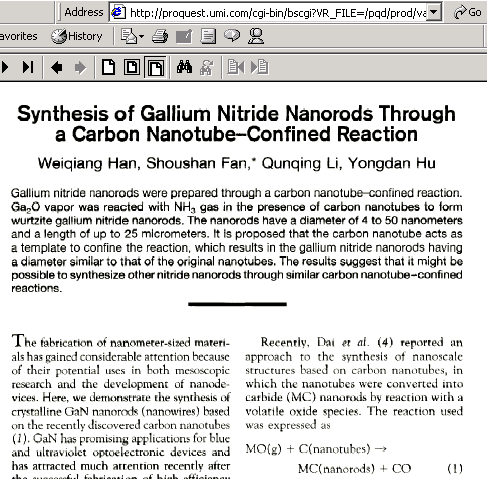 Address http://proquest.umi.com/cgi-bin/bscgi?VR_FILE=/pqd/prod/va Go
avorites History
Synthesis of Gallium Nitride Nanorods Through
a Carbon Nanotube–Confined Reaction
Weiqiang Han, Shoushan Fan,* Qunqing Li, Yongdan Hu
Gallium nitride nanorods were prepared through a carbon nanotube–confined reaction.
Ga2O vapor was reacted with NH3 gas in the presence of carbon nanotubes to form
wurtzite gallium nitride nanorods. The nanorods have a diameter of 4 to 50 nanometers
and a length of up to 25 micrometers. It is proposed that the carbon nanotube acts as
a template to confine the reaction, which results in the gallium nitride nanorods having
a diameter similar to that of the original nanotubes. The results suggest that it might be
possible to synthesize other nitride nanorods through similar carbon nanotube–confined
reactions.
The fabrication of nanometer-sized materi-
als has gained considerable attention because
of their potential uses in both mesoscopic
research and the development of nanode-
vices. Here, we demonstrate the synthesis of
crystalline GaN nanorods (nanowires) based
on the recently discovered carbon nanotubes
(1). GaN has promising applications for blue
and ultraviolet optoelectronic devices and
has attracted much attention recently after
the successful fabrication of high-efficiency
Recently, Dai et al. (4) reported an
approach to the synthesis of nanoscale
structures based on carbon nanotubes, in
which the nanotubes were converted into
carbide (MC) nanorods by reaction with a
volatile oxide species. The reaction used
was expressed as
MO(g) + C(nanotubes) →
MC(nanorods) + CO (1)